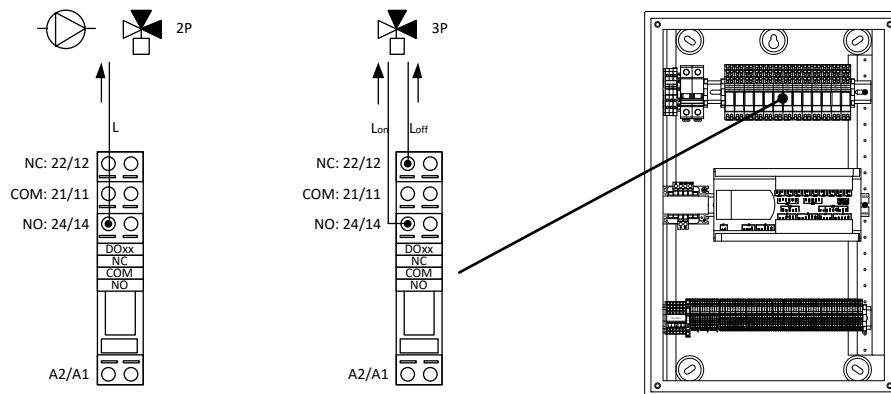 2P
L
NC: 22/12
COM: 21/11
NO: 24/14
DOxx
NC
COM
NO
A2/A1
3P
Lon
Loff
NC: 22/12
COM: 21/11
NO: 24/14
DOxx
NC
COM
NO
A2/A1